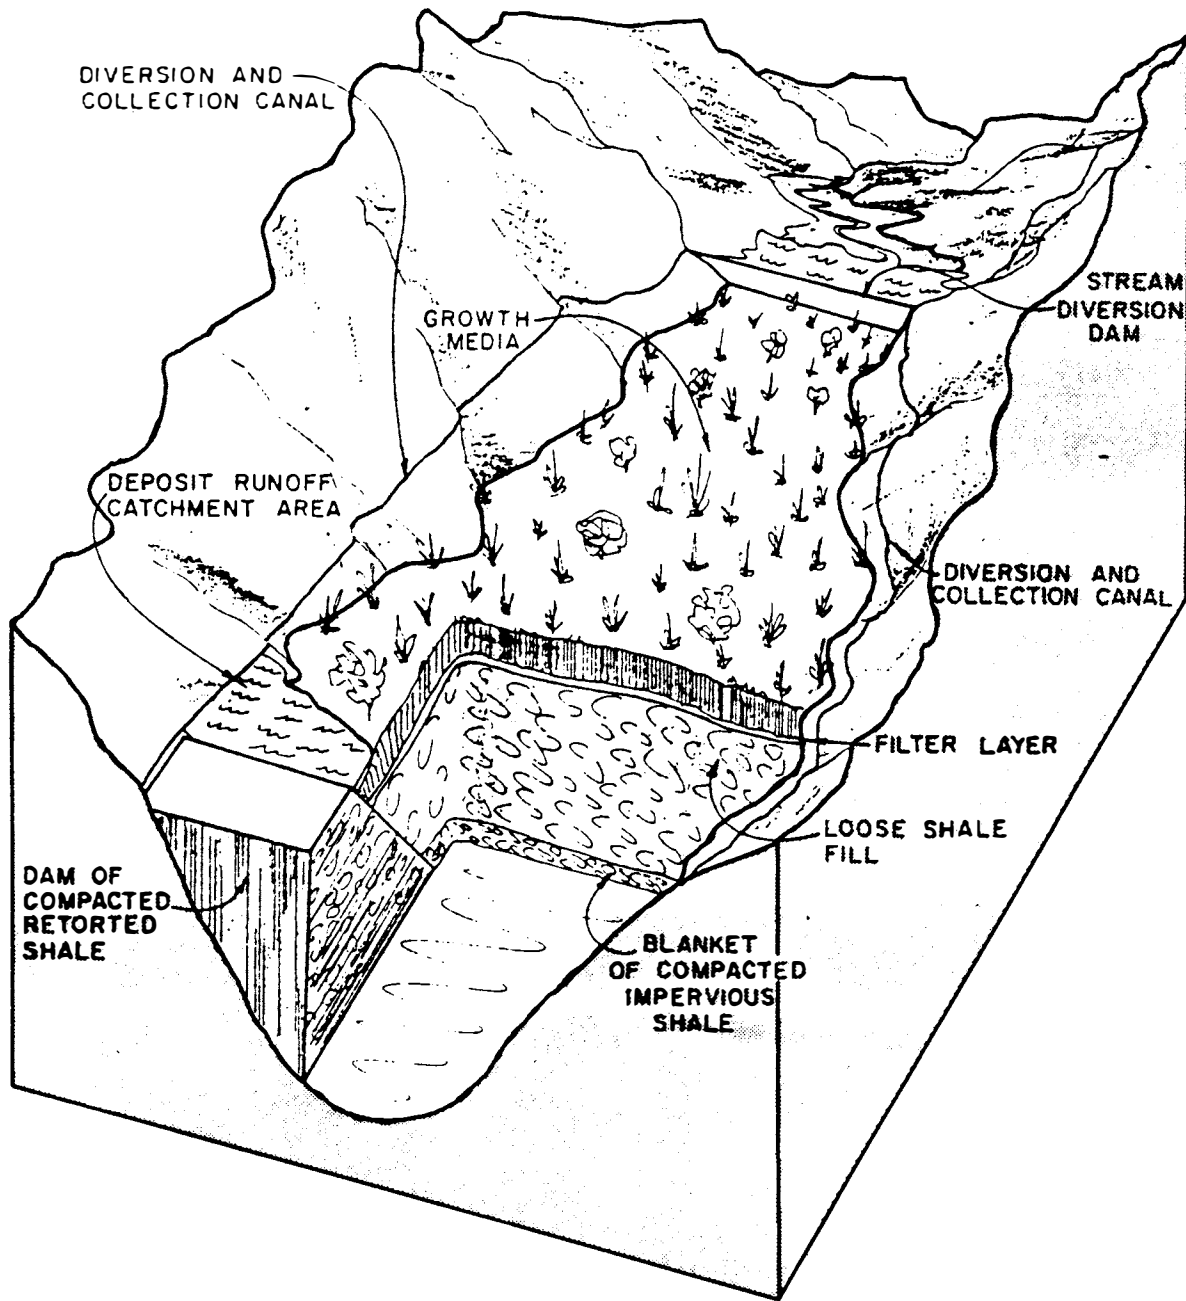 DIVERSION AND
COLLECTION CANAL
GROWTH
MEDIA
STREAM
DIVERSION
DAM
DEPOSIT RUNOFF
CATCHMENT AREA
DIVERSION AND
COLLECTION CANAL
FILTER LAYER
LOOSE SHALE
FILL
DAM OF
COMPACTED
RETORTED
SHALE
BLANKET
OF COMPACTED
IMPERVIOUS
SHALE